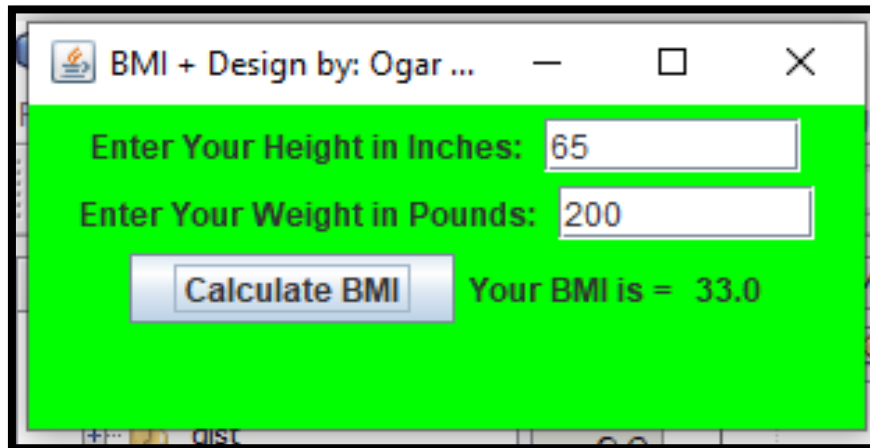 BMI + Design by: Ogar ...
Enter Your Height in Inches: 65
Enter Your Weight in Pounds: 200
Calculate BMI Your BMI is = 33.0
dist